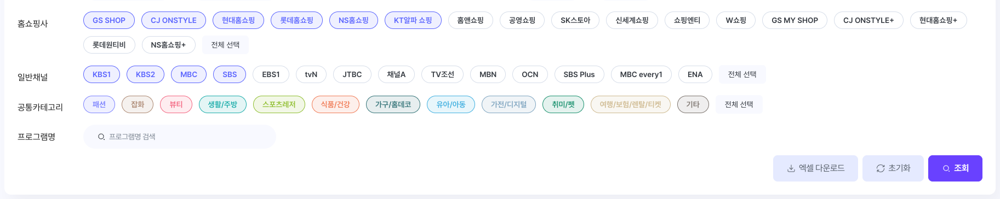 홈쇼핑사 GS SHOP CJ ONSTYLE 현대홈쇼핑 롯데홈쇼핑 NS홈쇼핑 KT알파 쇼핑 홈앤쇼핑 공영쇼핑 SK스토아 신세계쇼핑 쇼핑엔티 W쇼핑 GS MY SHOP CJ ONSTYLE+ 현대홈쇼핑+
롯데원티비 NS홈쇼핑+ 전체 선택
일반채널 KBS1 KBS2 MBC SBS EBS1 tvN JTBC 채널A TV조선 MBN OCN SBS Plus MBC every1 ENA 전체 선택
공통카테고리 패션 잡화 뷰티 생활/주방 스포츠레저 식품/건강 가구/홈데코 유아/아동 가전/디지털 취미/펫 여행/보험/렌탈/티켓 기타 전체 선택
프로그램명 프로그램명 검색
엑셀 다운로드 초기화 조회